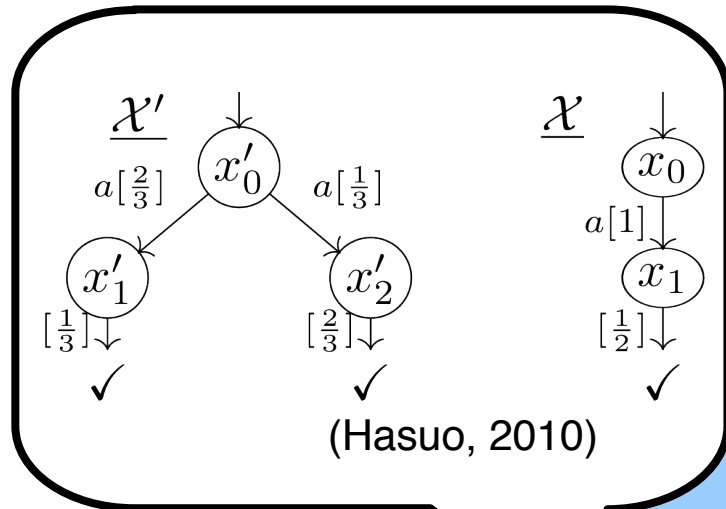 𝒳′ 𝒳
x′₀ x₀
a[2/3] a[1/3]
a[1]
x′₁ x′₂ x₁
[1/3] [2/3] [1/2]
✓ ✓ ✓
(Hasuo, 2010)